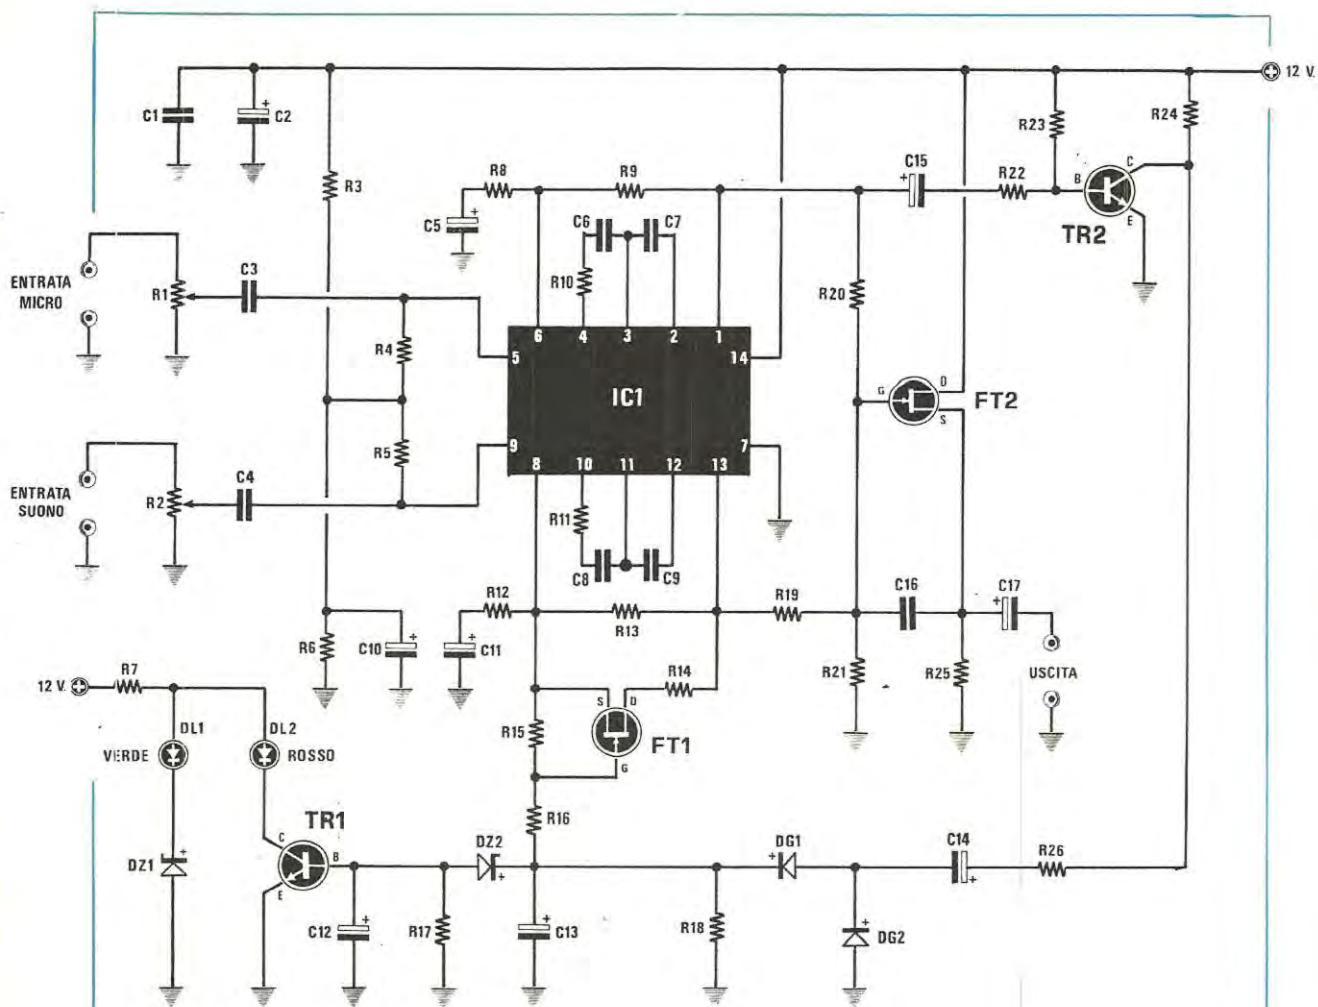 12 V.
C1
C2
R3
R8
R9
C15
R22
R23
R24
B
C
E
TR2
C5
C6
C7
R10
ENTRATA
MICRO
R1
C3
R4
R20
6
4
3
2
1
5
14
IC1
G
D
S
FT2
R5
9
7
8
10
11
12
13
ENTRATA
SUONO
R2
C4
R11
C8
C9
R12
R13
R19
C16
C17
R6
C10
C11
R14
R21
R25
USCITA
12 V.
R7
S
D
R15
FT1
G
DL1
DL2
VERDE
ROSSO
R16
TR1
C
B
E
DZ1
DZ2
DG1
C14
R26
C12
R17
C13
R18
DG2